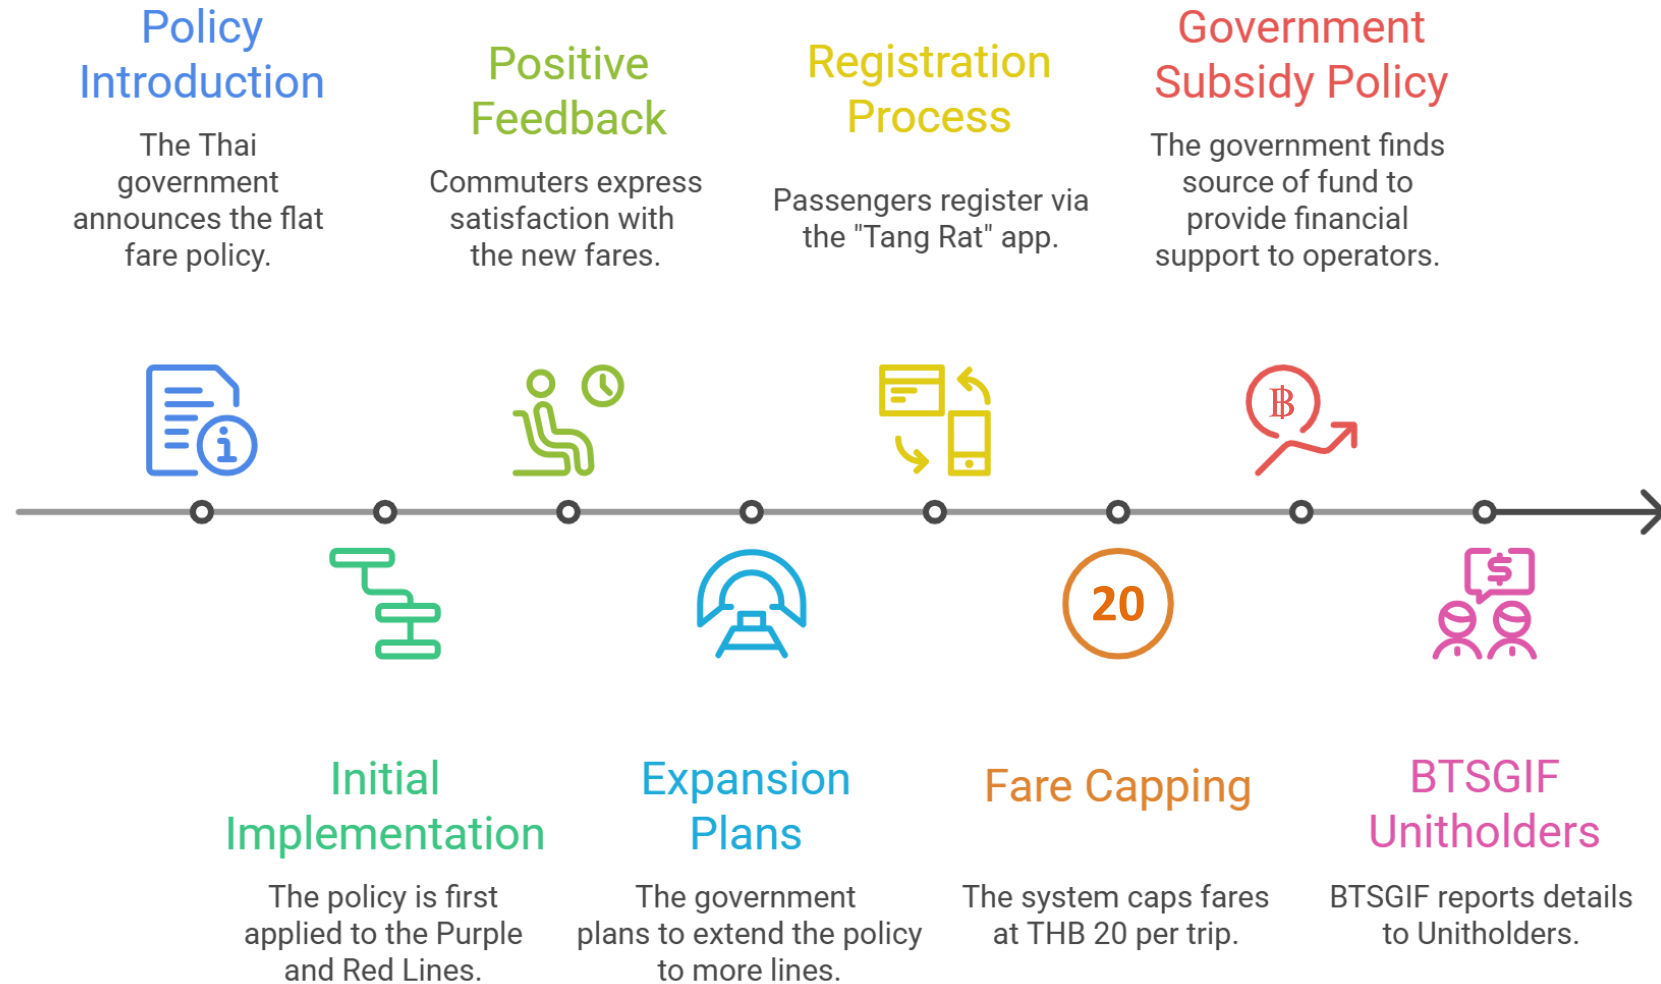 Policy
Introduction
The Thai
government
announces the flat
fare policy.
Positive
Feedback
Commuters express
satisfaction with
the new fares.
Registration
Process
Passengers register via
the "Tang Rat" app.
Government
Subsidy Policy
The government finds
source of fund to
provide financial
support to operators.
฿
20
$
Initial
Implementation
The policy is first
applied to the Purple
and Red Lines.
Expansion
Plans
The government
plans to extend the policy
to more lines.
Fare Capping
The system caps fares
at THB 20 per trip.
BTSGIF
Unitholders
BTSGIF reports details
to Unitholders.